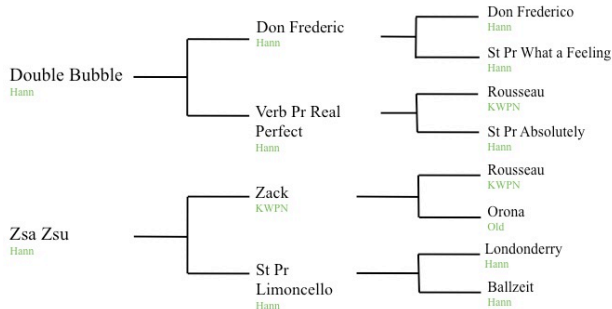 Double Bubble
Hann
Don Frederic
Hann
Don Frederico
Hann
St Pr What a Feeling
Hann
Verb Pr Real
Perfect
Hann
Rousseau
KWPN
St Pr Absolutely
Hann
Zsa Zsu
Hann
Zack
KWPN
Rousseau
KWPN
Orona
Old
St Pr
Limoncello
Hann
Londonderry
Hann
Ballzeit
Hann